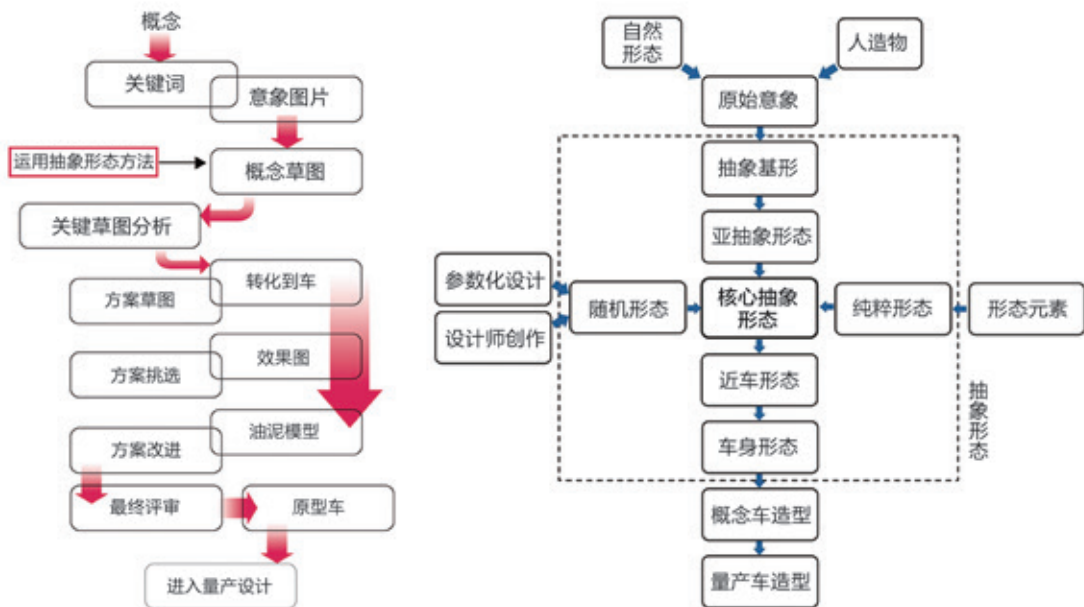 概念
关键词
意象图片
运用抽象形态方法
概念草图
关键草图分析
转化到车
方案草图
效果图
方案挑选
油泥模型
方案改进
最终评审
原型车
进入量产设计
自然
形态
人造物
原始意象
抽象基形
亚抽象形态
参数化设计
设计师创作
随机形态
核心抽象
形态
纯粹形态
形态元素
近车形态
车身形态
抽象形态
概念车造型
量产车造型